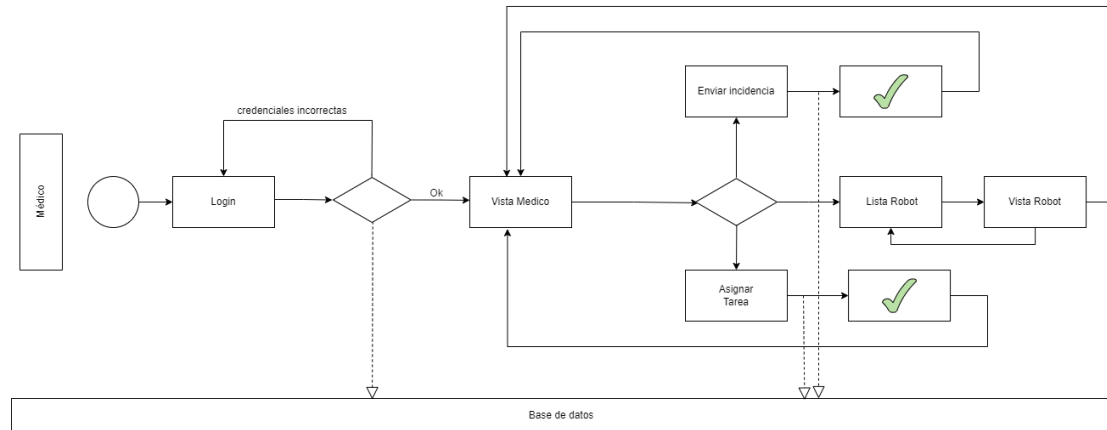 Enviar incidencia
credenciales incorrectas
Médico
Login
Ok
Vista Medico
Lista Robot
Vista Robot
Asignar
Tarea
Base de datos